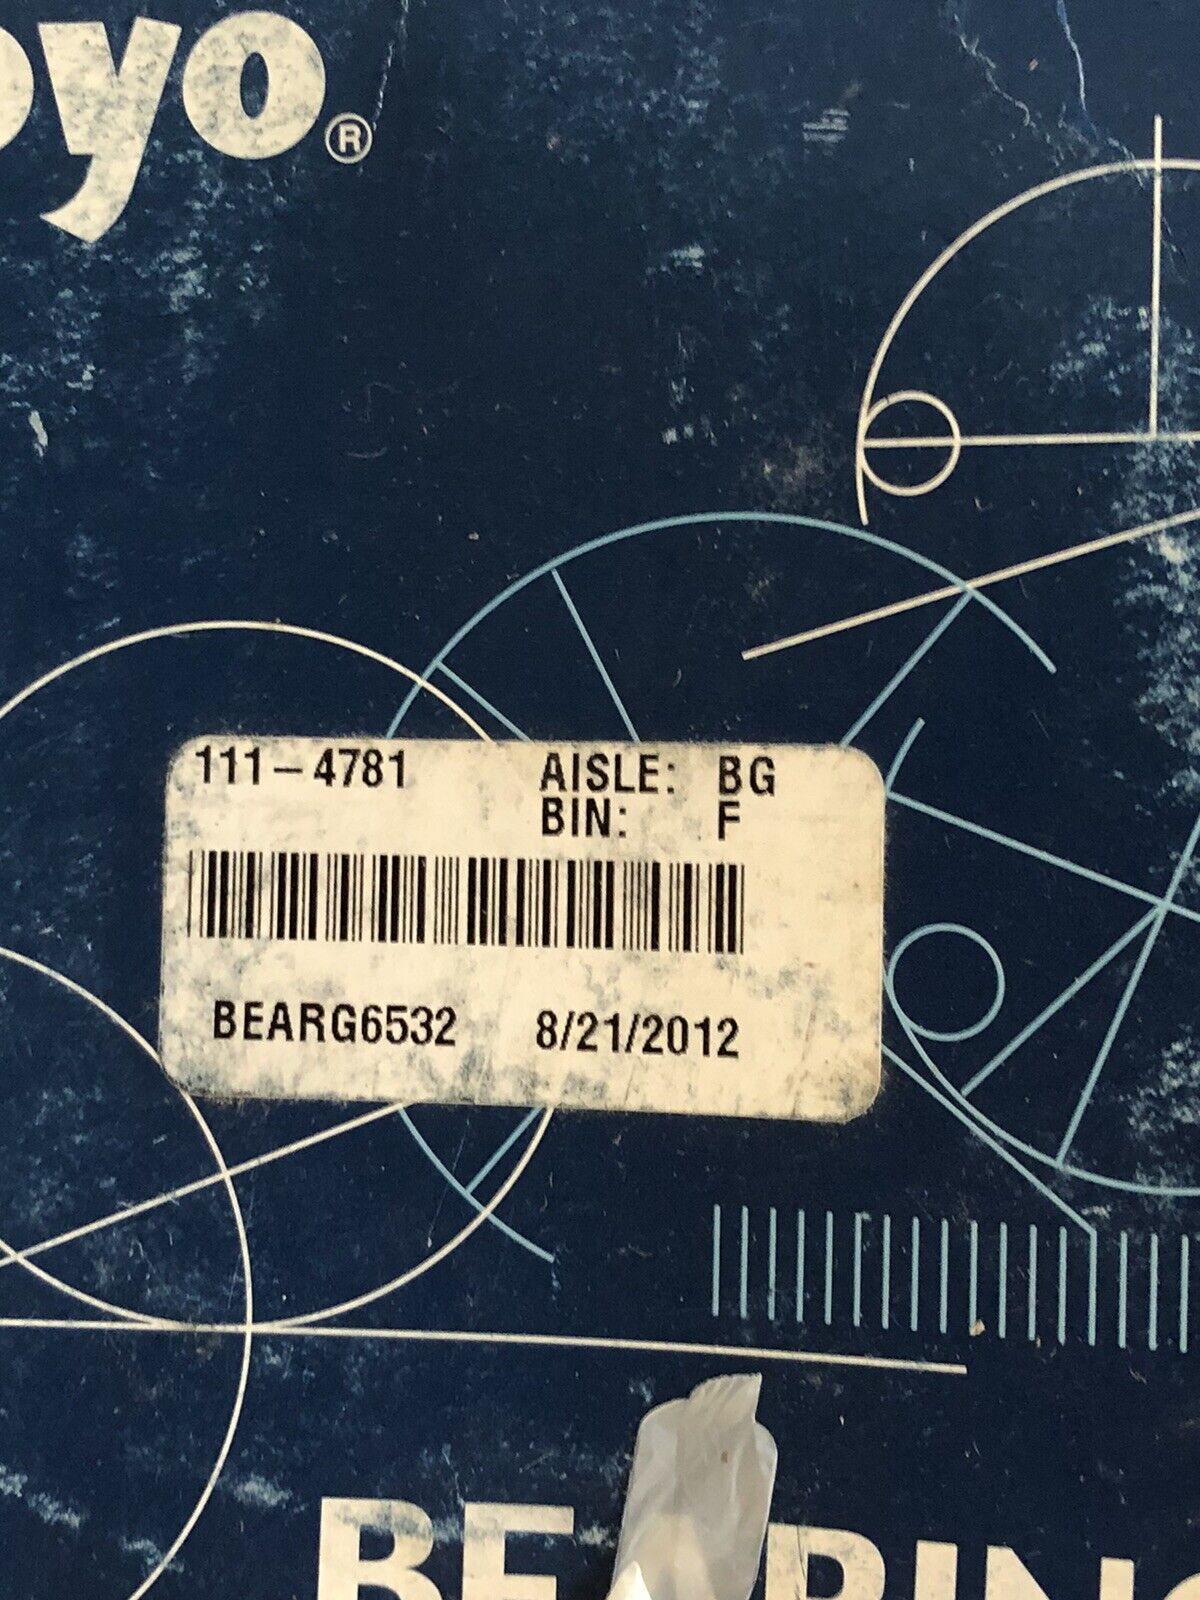 oyo®
111-4781 AISLE: BG
BIN: F
BEARG6532 8/21/2012